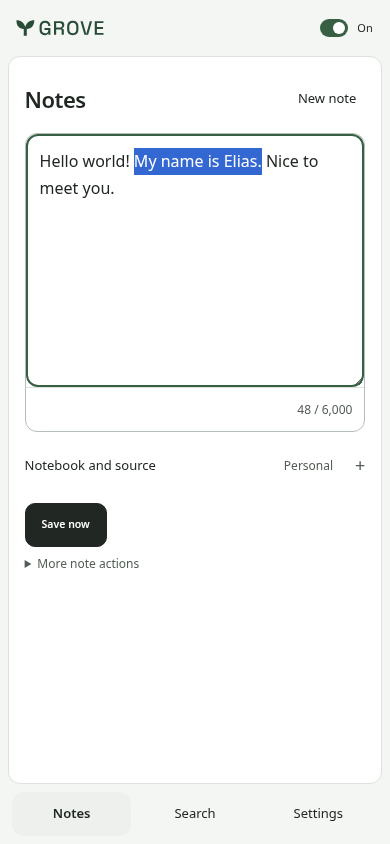 GROVE
On
Notes
New note
Hello world! My name is Elias. Nice to
meet you.
48 / 6,000
Notebook and source
Personal
+
Save now
More note actions
Notes
Search
Settings